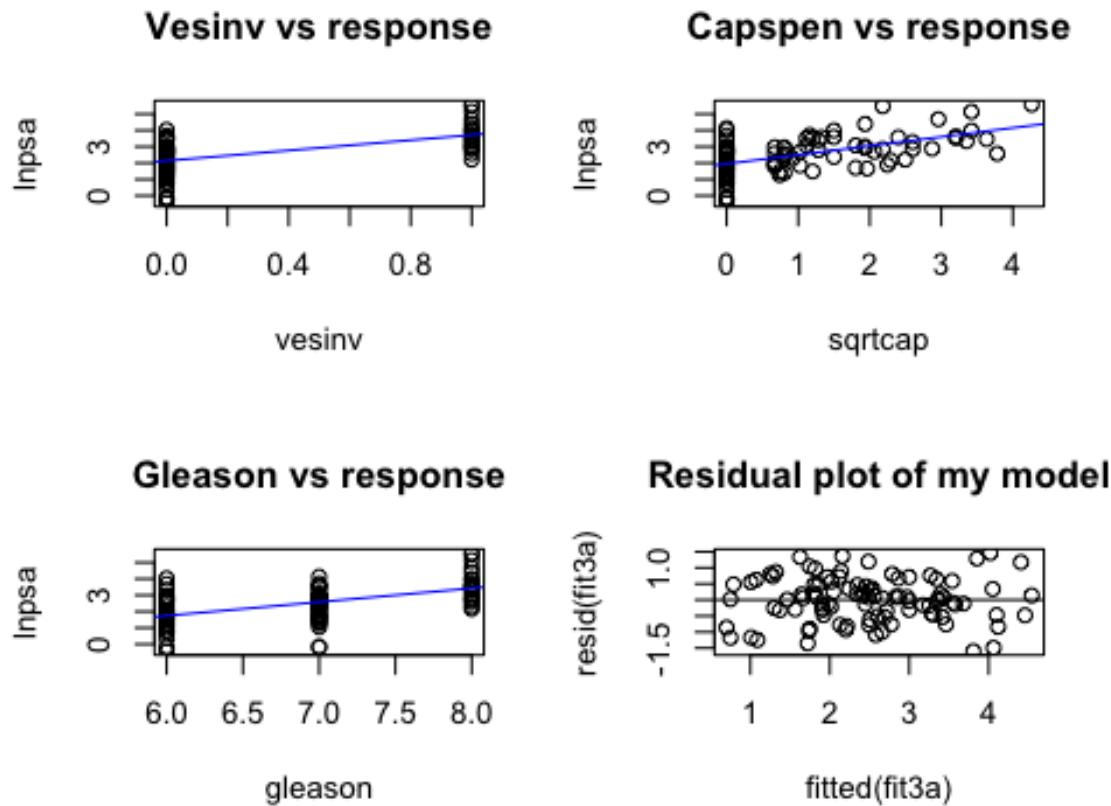 Vesinv vs response
lnpsa
0
3
0.0 0.4 0.8
vesinv
Capspen vs response
lnpsa
0
3
0 1 2 3 4
sqrtcap
Gleason vs response
lnpsa
0
3
6.0 6.5 7.0 7.5 8.0
gleason
Residual plot of my model
resid(fit3a)
-1.5
1.0
1 2 3 4
fitted(fit3a)